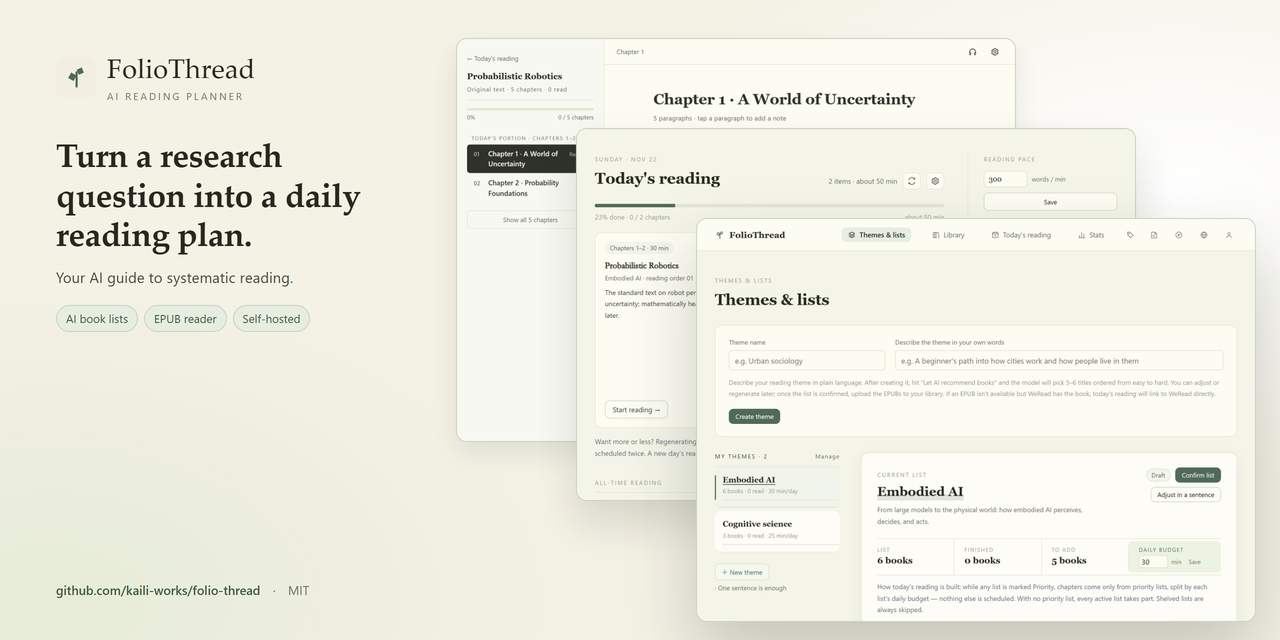 FolioThread
AI READING PLANNER
Turn a research
question into a daily
reading plan.
Your AI guide to systematic reading.
AI book lists
EPUB reader
Self-hosted
github.com/kaili-works/folio-thread · MIT
← Today's reading
Probabilistic Robotics
Original text · 5 chapters · 0 read
0%
0 / 5 chapters
TODAY'S PORTION · CHAPTERS 1–2
01 Chapter 1 · A World of
Uncertainty
02 Chapter 2 · Probability
Foundations
Show all 5 chapters
Chapter 1
Chapter 1 · A World of Uncertainty
5 paragraphs · tap a paragraph to add a note
SUNDAY · NOV 22
Today's reading
2 items · about 50 min
23% done · 0 / 2 chapters
about 50 min
READING PACE
300 words / min
Save
Chapters 1–2 · 30 min
Probabilistic Robotics
Embodied AI · reading order 01
The standard text on robot per
uncertainty; mathematically he
later.
Start reading →
Want more or less? Regenerating
scheduled twice. A new day's rea
ALL-TIME READING
FolioThread
Themes & lists
Library
Today's reading
Stats
THEMES & LISTS
Themes & lists
Theme name
e.g. Urban sociology
Describe the theme in your own words
e.g. A beginner's path into how cities work and how people live in them
Describe your reading theme in plain language. After creating it, hit "Let AI recommend books" and the model will pick 5–6 titles ordered from easy to hard. You can adjust or
regenerate later; once the list is confirmed, upload the EPUBs to your library. If an EPUB isn't available but WeRead has the book, today's reading will link to WeRead directly.
Create theme
MY THEMES · 2
Manage
Embodied AI
6 books · 0 read · 30 min/day
Cognitive science
3 books · 0 read · 25 min/day
+ New theme
· One sentence is enough
CURRENT LIST
Embodied AI
Draft
Confirm list
Adjust in a sentence
From large models to the physical world: how embodied AI perceives,
decides, and acts.
LIST
6 books
FINISHED
0 books
TO ADD
5 books
DAILY BUDGET
30 min Save
How today's reading is built: while any list is marked Priority, chapters come only from priority lists, split by each
list's daily budget — nothing else is scheduled. With no priority list, every active list takes part. Shelved lists are
always skipped.